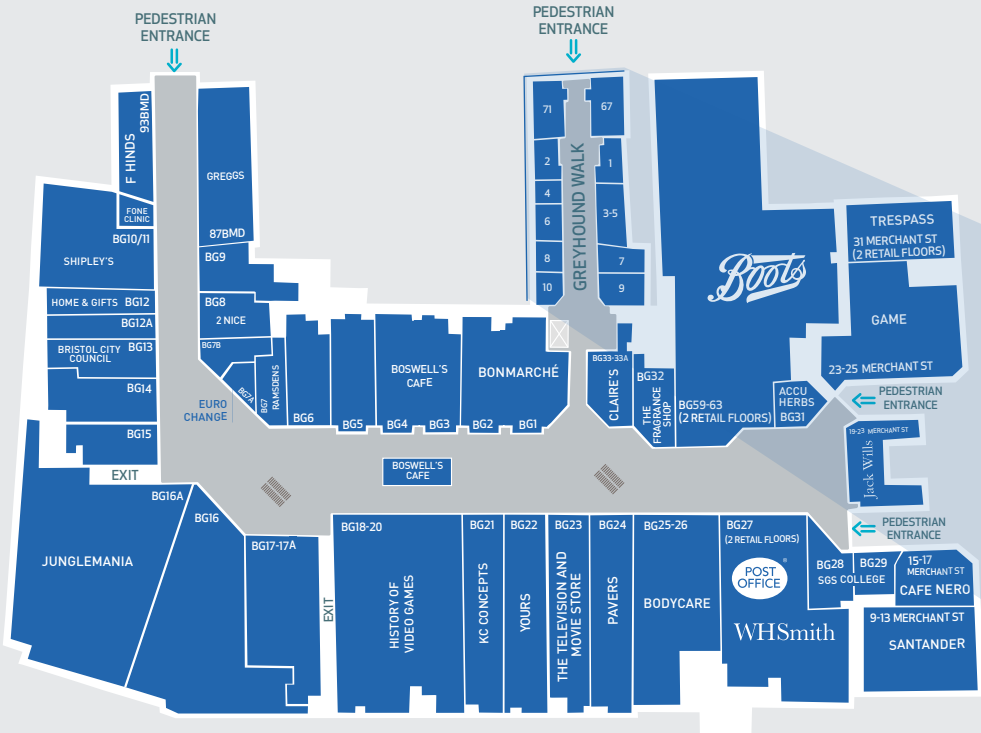 PEDESTRIAN
ENTRANCE
PEDESTRIAN
ENTRANCE
F HINDS
93BMD
GREGGS
87BMD
FONE
CLINIC
BG10/11
SHIPLEY'S
BG9
HOME & GIFTS BG12
BG8
2 NICE
BG12A
BRISTOL CITY
COUNCIL
BG13
BG7B
BG14
BG7A
BG7
RAMSDENS
EURO
CHANGE
BG15
EXIT
BG6
BG5
BOSWELL'S
CAFE
BG4
BG3
BONMARCHÉ
BG2
BG1
71
67
2
1
4
6
3-5
8
7
10
9
GREYHOUND WALK
BG33-33A
CLAIRE'S
BG32
THE
FRAGRANCE
SHOP
Boots
BG59-63
(2 RETAIL FLOORS)
ACCU
HERBS
BG31
TRESPASS
31 MERCHANT ST
(2 RETAIL FLOORS)
GAME
23-25 MERCHANT ST
PEDESTRIAN
ENTRANCE
19-23 MERCHANT ST
Jack Wills
PEDESTRIAN
ENTRANCE
BOSWELL'S
CAFE
BG16A
JUNGLEMANIA
BG16
BG17-17A
EXIT
BG18-20
HISTORY OF
VIDEO GAMES
BG21
KC CONCEPTS
BG22
YOURS
BG23
THE TELEVISION AND
MOVIE STORE
BG24
PAVERS
BG25-26
BODYCARE
BG27
(2 RETAIL FLOORS)
POST
OFFICE
®
WHSmith
BG28
BG29
SGS COLLEGE
15-17
MERCHANT ST
CAFE NERO
9-13 MERCHANT ST
SANTANDER